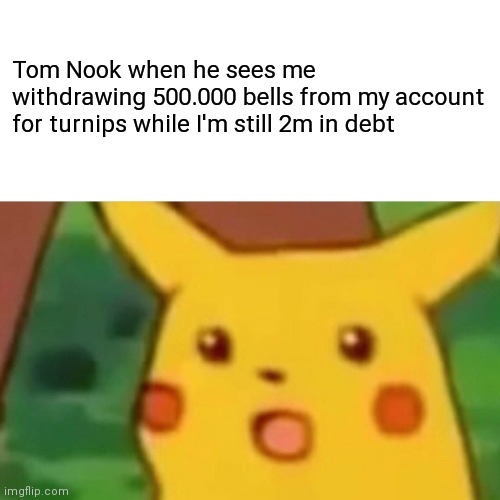 Tom Nook when he sees me
withdrawing 500.000 bells from my account
for turnips while I'm still 2m in debt
imgflip.com